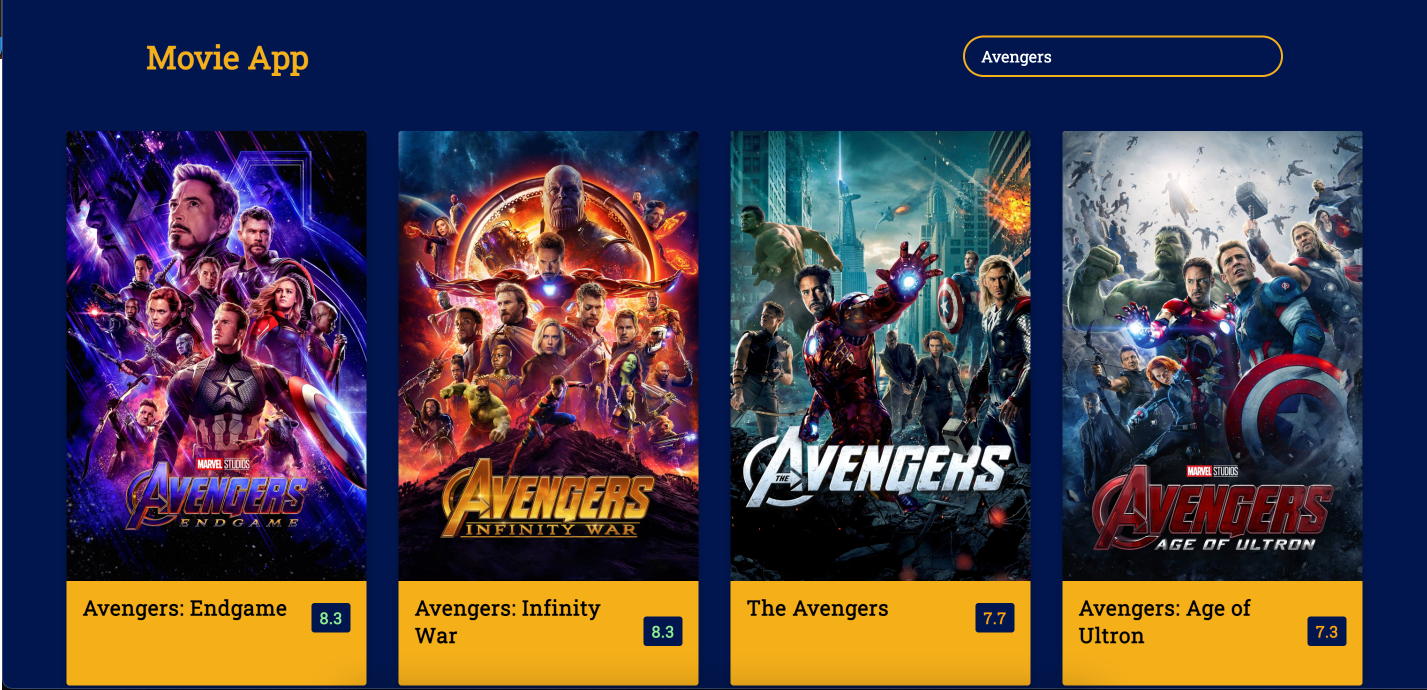 Movie App
Avengers
MARVEL STUDIOS
AVENGERS
ENDGAME
AVENGERS
INFINITY WAR
THE AVENGERS
MARVEL STUDIOS
AVENGERS
AGE OF ULTRON
Avengers: Endgame
8.3
Avengers: Infinity
War
8.3
The Avengers
7.7
Avengers: Age of
Ultron
7.3